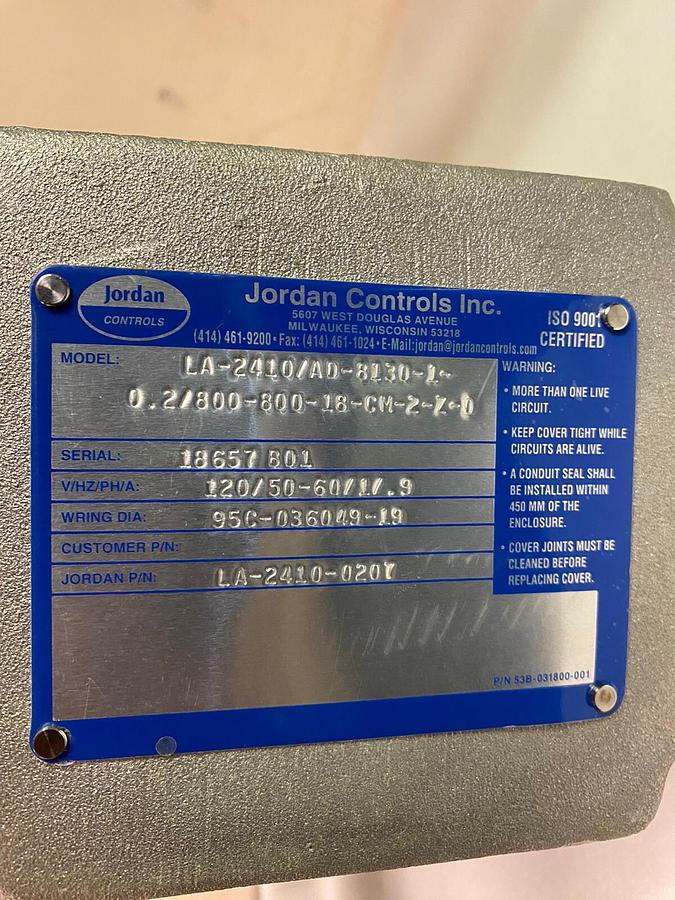 Jordan
CONTROLS
Jordan Controls Inc.
5607 WEST DOUGLAS AVENUE
MILWAUKEE, WISCONSIN 53218
(414) 461-9200 • Fax: (414) 461-1024 • E-Mail:jordan@jordancontrols.com
ISO 9001
CERTIFIED
MODEL: LA-2410/AD-8130-1-
0.2/800-800-18-CM-2-Z-D
SERIAL: 18657 B01
V/HZ/PH/A: 120/50-60/1/.9
WRING DIA: 95C-036049-19
CUSTOMER P/N:
JORDAN P/N: LA-2410-0207
WARNING:
• MORE THAN ONE LIVE
CIRCUIT.
• KEEP COVER TIGHT WHILE
CIRCUITS ARE ALIVE.
• A CONDUIT SEAL SHALL
BE INSTALLED WITHIN
450 MM OF THE
ENCLOSURE.
• COVER JOINTS MUST BE
CLEANED BEFORE
REPLACING COVER.
P/N 53B-031800-001